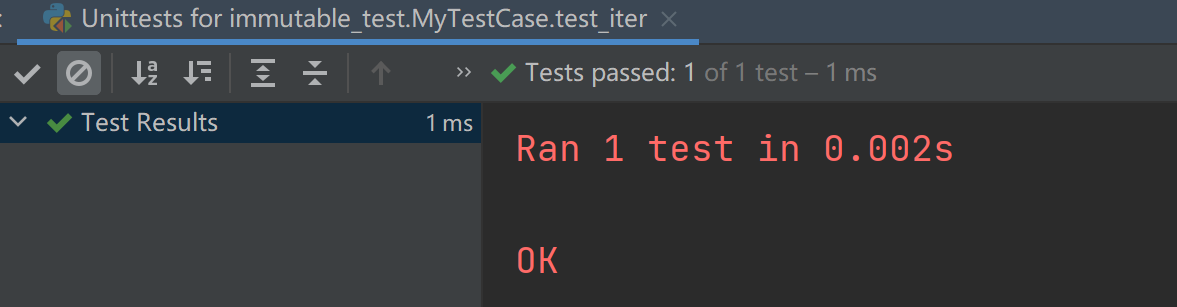 Unittests for immutable_test.MyTestCase.test_iter
Tests passed: 1 of 1 test – 1 ms
Test Results 1 ms
Ran 1 test in 0.002s
OK